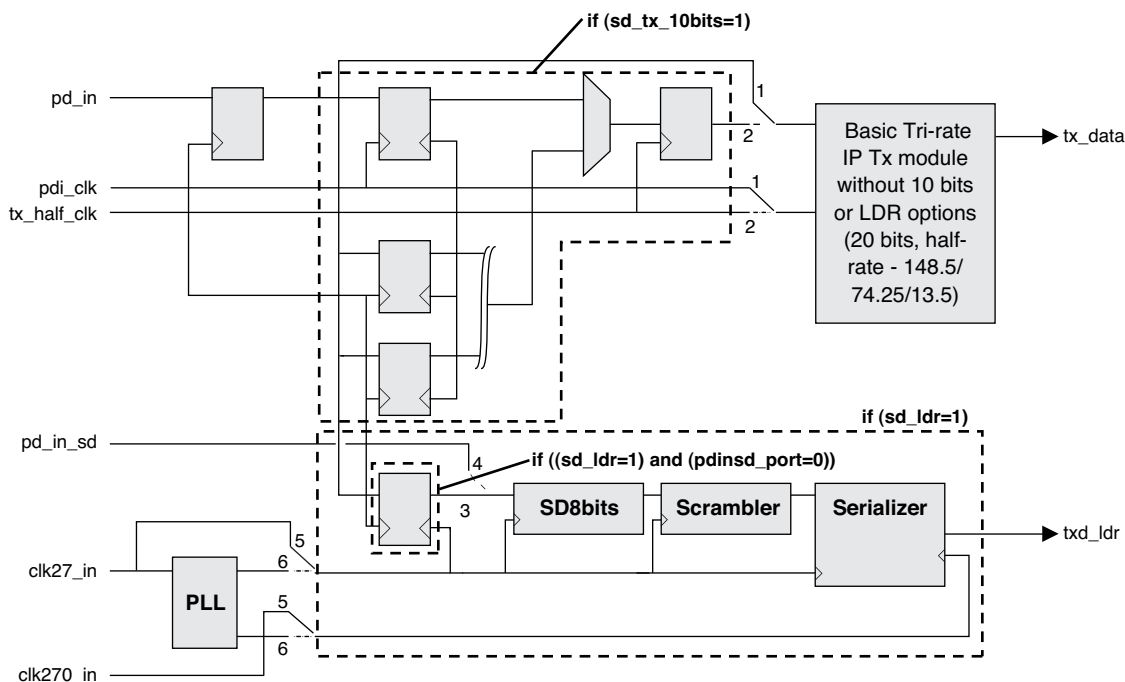 if (sd_tx_10bits=1)
pd_in
1
2
Basic Tri-rate
IP Tx module
without 10 bits
or LDR options
(20 bits, half-
rate - 148.5/
74.25/13.5)
tx_data
pdi_clk
1
tx_half_clk
2
if (sd_ldr=1)
pd_in_sd
4
if ((sd_ldr=1) and (pdinsd_port=0))
3
SD8bits
Scrambler
Serializer
txd_ldr
5
clk27_in
6
PLL
5
6
clk270_in